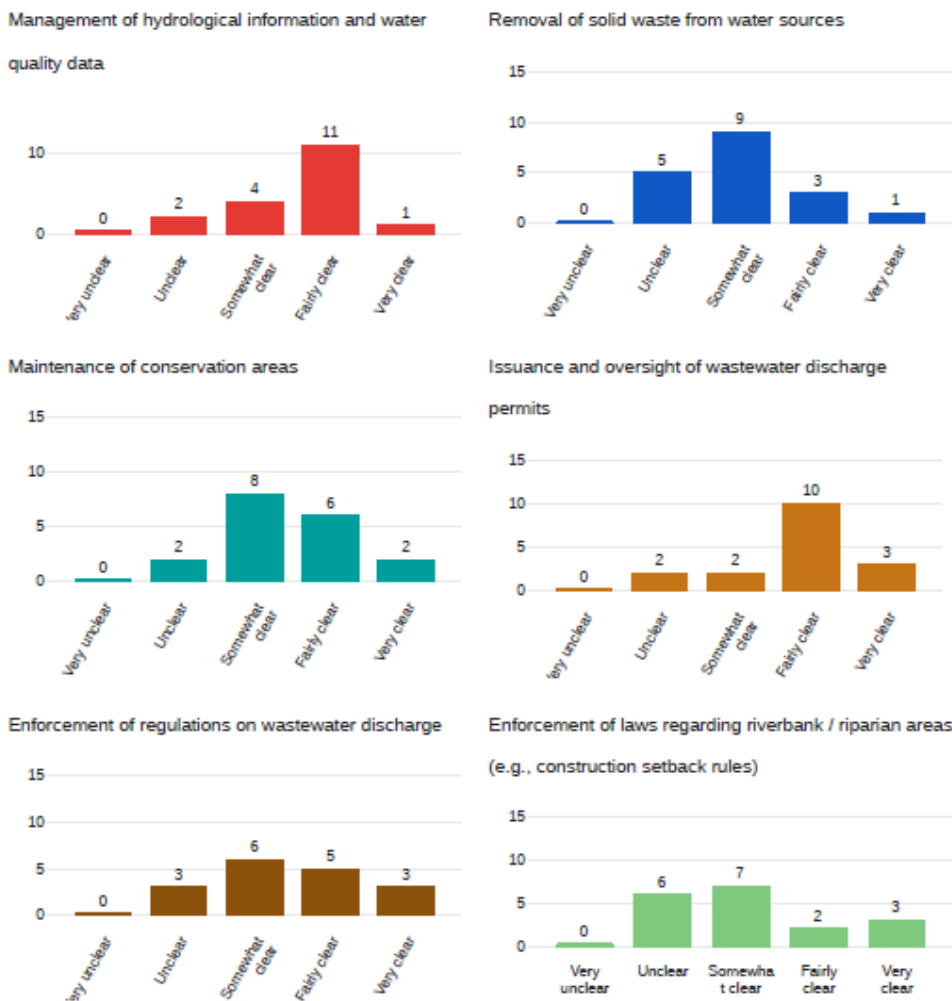 Management of hydrological information and water
quality data
10
0
0
2
4
11
1
Very unclear
Unclear
Somewhat
clear
Fairly clear
Very clear
Removal of solid waste from water sources
15
10
5
0
0
5
9
3
1
Very unclear
Unclear
Somewhat
clear
Fairly clear
Very clear
Maintenance of conservation areas
15
10
5
0
0
2
8
6
2
Very unclear
Unclear
Somewhat
clear
Fairly clear
Very clear
Issuance and oversight of wastewater discharge
permits
15
10
5
0
0
2
2
10
3
Very unclear
Unclear
Somewhat
clear
Fairly clear
Very clear
Enforcement of regulations on wastewater discharge
15
10
5
0
0
3
6
5
3
Very unclear
Unclear
Somewhat
clear
Fairly clear
Very clear
Enforcement of laws regarding riverbank / riparian areas
(e.g., construction setback rules)
15
10
5
0
0
6
7
2
3
Very
unclear
Unclear
Somewha
t clear
Fairly
clear
Very
clear